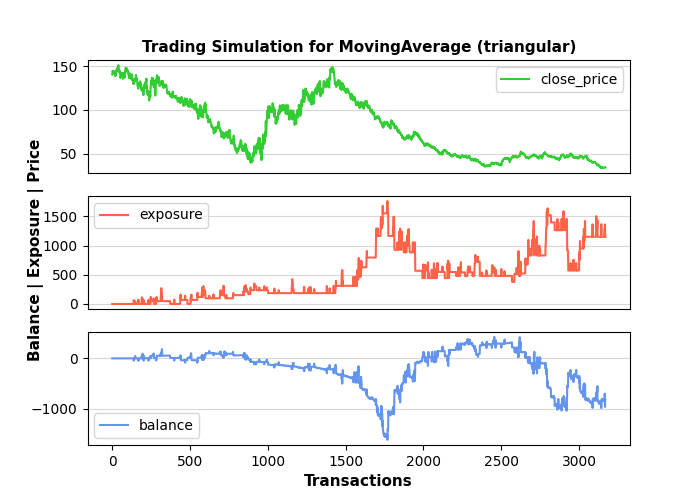 Trading Simulation for MovingAverage (triangular)
150
100
50
close_price
1500
1000
500
0
exposure
0
−1000
balance
0
500
1000
1500
2000
2500
3000
Transactions
Balance | Exposure | Price